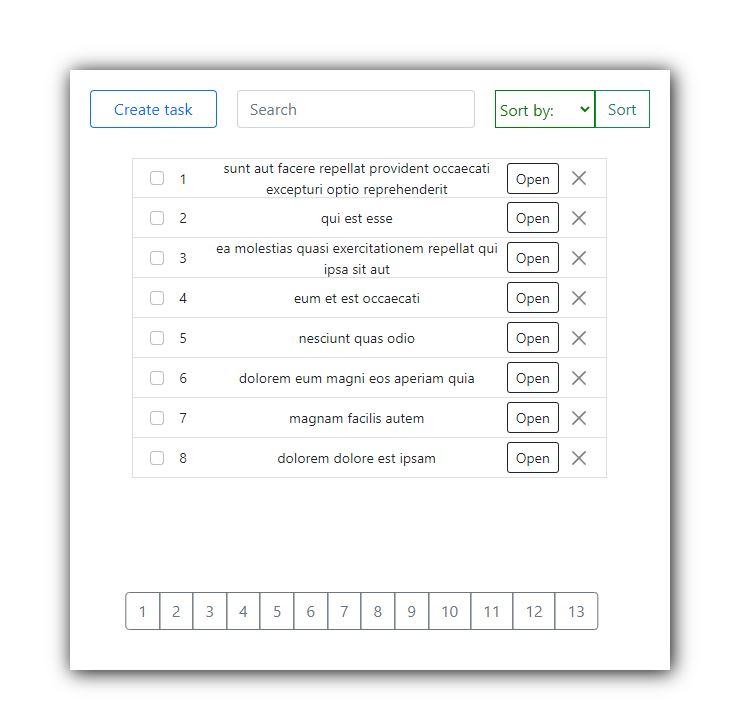 Create task Search Sort by: Sort
1 sunt aut facere repellat provident occaecati
excepturi optio reprehenderit Open
2 qui est esse Open
3 ea molestias quasi exercitationem repellat qui
ipsa sit aut Open
4 eum et est occaecati Open
5 nesciunt quas odio Open
6 dolorem eum magni eos aperiam quia Open
7 magnam facilis autem Open
8 dolorem dolore est ipsam Open
1 2 3 4 5 6 7 8 9 10 11 12 13